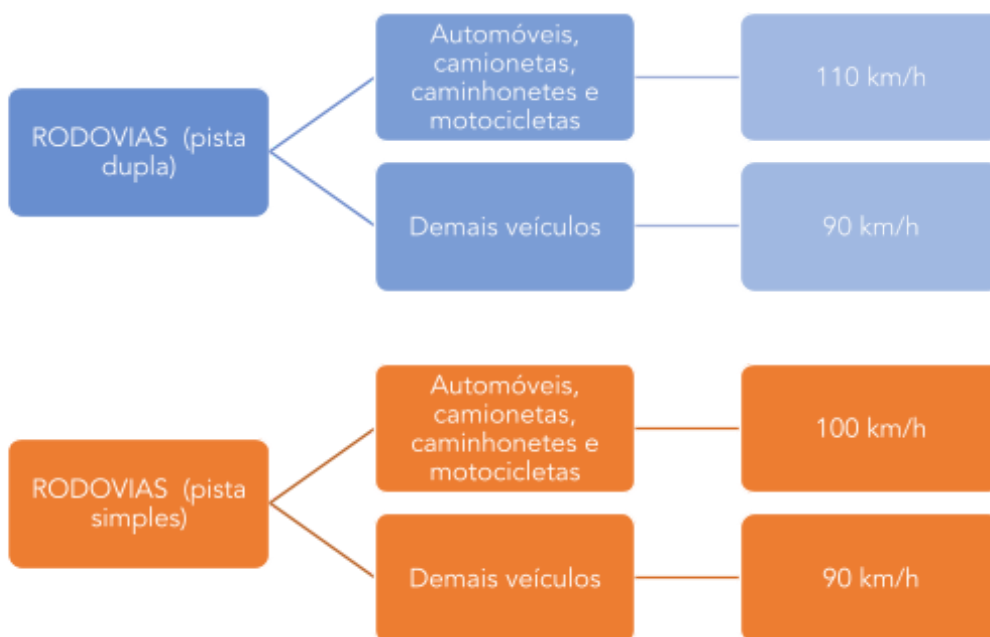 RODOVIAS (pista
dupla)
Automóveis,
camionetas,
caminhonetes e
motocicletas
110 km/h
Demais veículos
90 km/h
RODOVIAS (pista
simples)
Automóveis,
camionetas,
caminhonetes e
motocicletas
100 km/h
Demais veículos
90 km/h